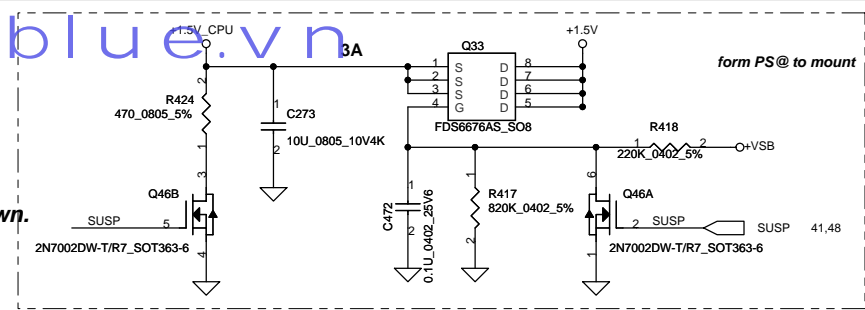 blue.vn
+1.5V_CPU
3A
Q33
+1.5V
form PS@ to mount
1 S D 8
2 S D 7
3 S D 6
4 G D 5
FDS6676AS_SO8
2
R424
470_0805_5%
1
1
C273
10U_0805_10V4K
2
R418
1 2
220K_0402_5%
+VSB
3
Q46B
SUSP
5
2N7002DW-T/R7_SOT363-6
4
1
C472
2
0.1U_0402_25V6
1
R417
820K_0402_5%
2
6
Q46A
2
SUSP
SUSP
41,48
2N7002DW-T/R7_SOT363-6
1
wn.